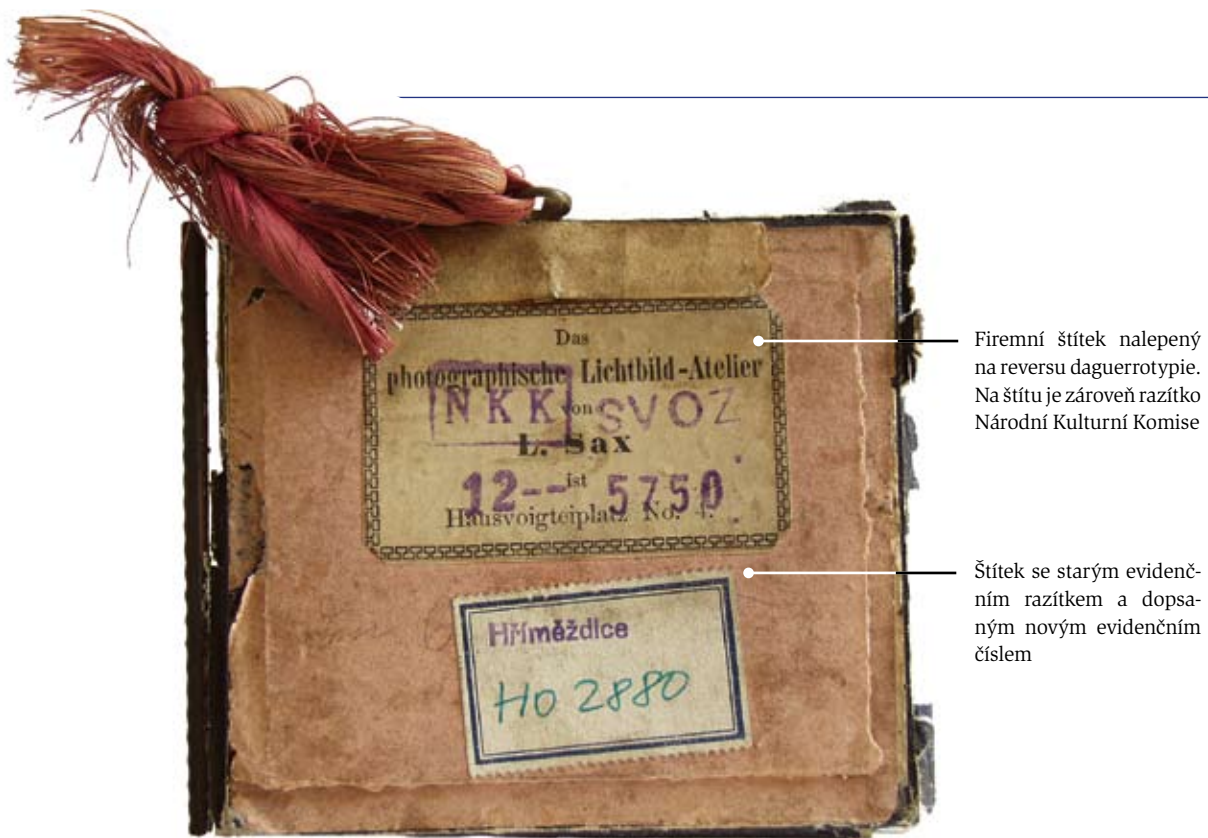 Das
photographische Lichtbild-Atelier
NKK von SVOZ
L. Sax
12-- ist 5750
Hausvoigteiplatz No.
Hříměždice
HO 2880
Firemní štítek nalepený
na reversu daguerrotypie.
Na štítu je zároveň razítko
Národní Kulturní Komise
Štítek se starým evidenč-
ním razítkem a dopsa-
ným novým evidenčním
číslem